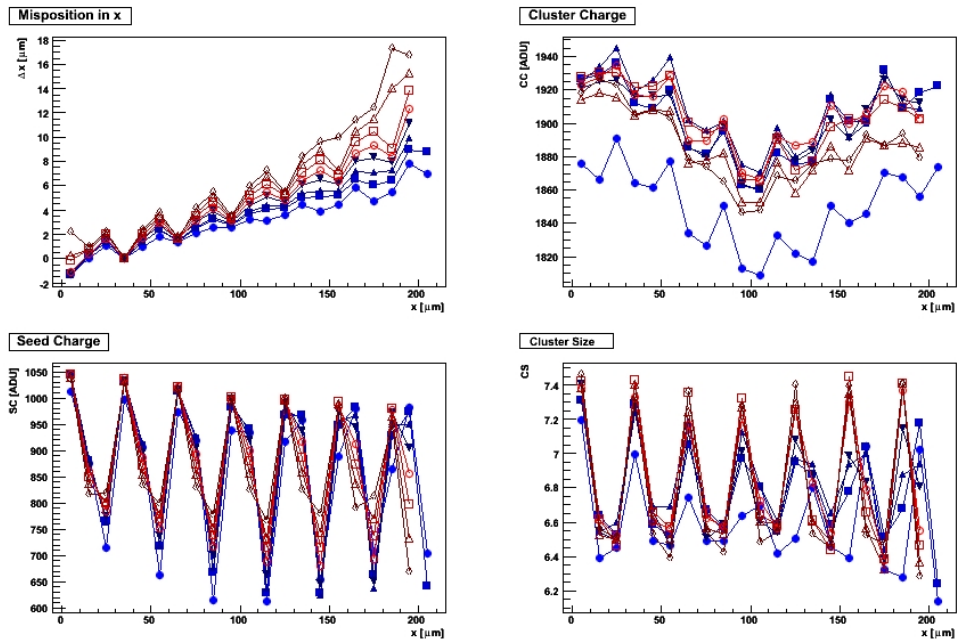 Misposition in x
Δ x [μm]
18
16
14
12
10
8
6
4
2
0
-2
0 50 100 150 200
x [μm]
Cluster Charge
CC [ADU]
1940
1920
1900
1880
1860
1840
1820
0 50 100 150 200
x [μm]
Seed Charge
SC [ADU]
1050
1000
950
900
850
800
750
700
650
600
0 50 100 150 200
x [μm]
Cluster Size
CS
7.4
7.2
7
6.8
6.6
6.4
6.2
0 50 100 150 200
x [μm]